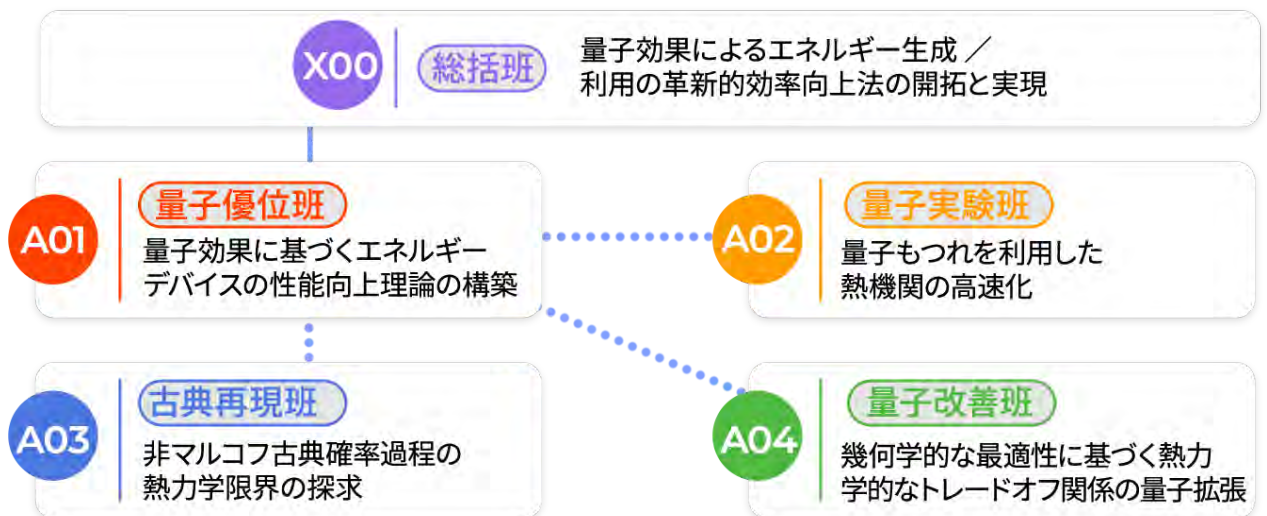 X00
総括班
量子効果によるエネルギー生成 ／
利用の革新的効率向上法の開拓と実現
A01
量子優位班
量子効果に基づくエネルギー
デバイスの性能向上理論の構築
A02
量子実験班
量子もつれを利用した
熱機関の高速化
A03
古典再現班
非マルコフ古典確率過程の
熱力学限界の探求
A04
量子改善班
幾何学的な最適性に基づく熱力
学的なトレードオフ関係の量子拡張